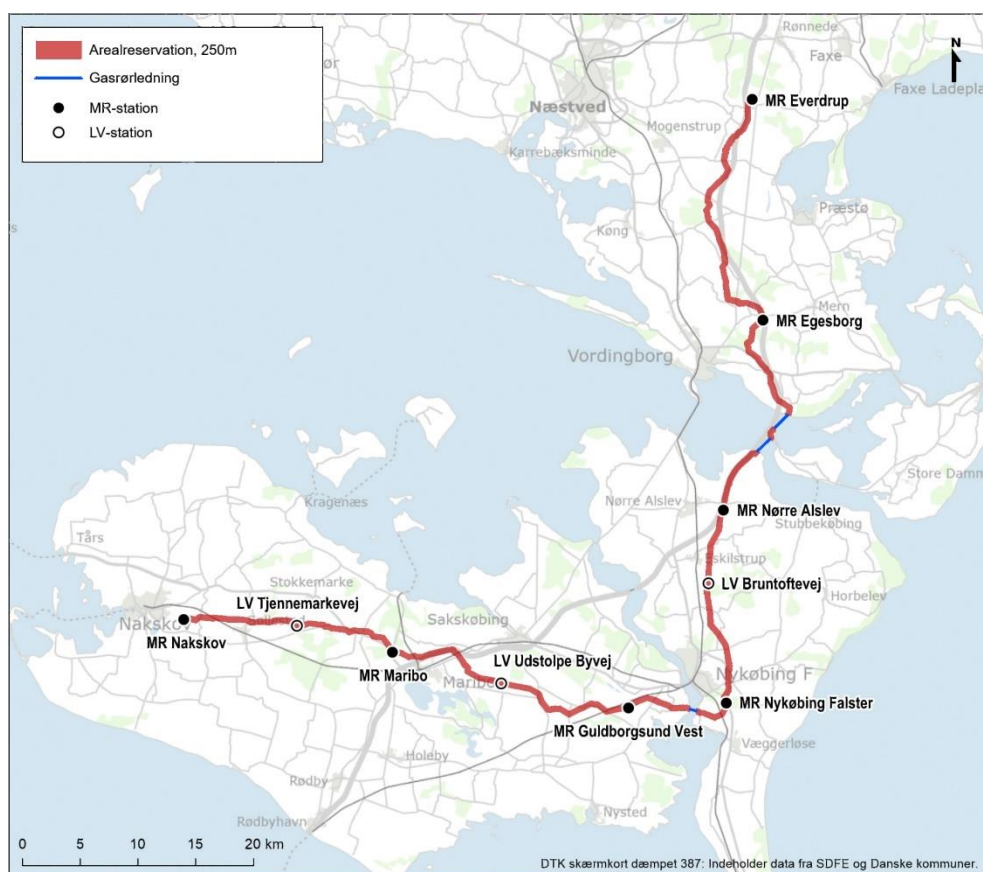 Arealreservation, 250m
Gasrørledning
MR-station
LV-station
N
Rønnede
Faxe
Faxe Ladepla
Næstved
MR Everdrup
Mogenstrup
Karrebæksminde
Præstø
Køng
Mern
MR Egesborg
Vordingborg
Store Damm
Kragenæs
Nørre Alslev
MR Nørre Alslev
Stubbekøbing
Tårs
Eskilstrup
Stokkemarke
LV Bruntoftevej
Horbelev
LV Tjennemarkevej
Sakskøbing
Nakskov
MR Nakskov
LV Udstolpe Byvej
MR Maribo
Maribo
Nykøbing F
MR Nykøbing Falster
MR Guldborgsund Vest
Væggerløse
Holeby
Rødby
Nysted
Rødbyhavn
0 5 10 15 20 km
DTK skærmkort dæmpet 387: Indeholder data fra SDFE og Danske kommuner.